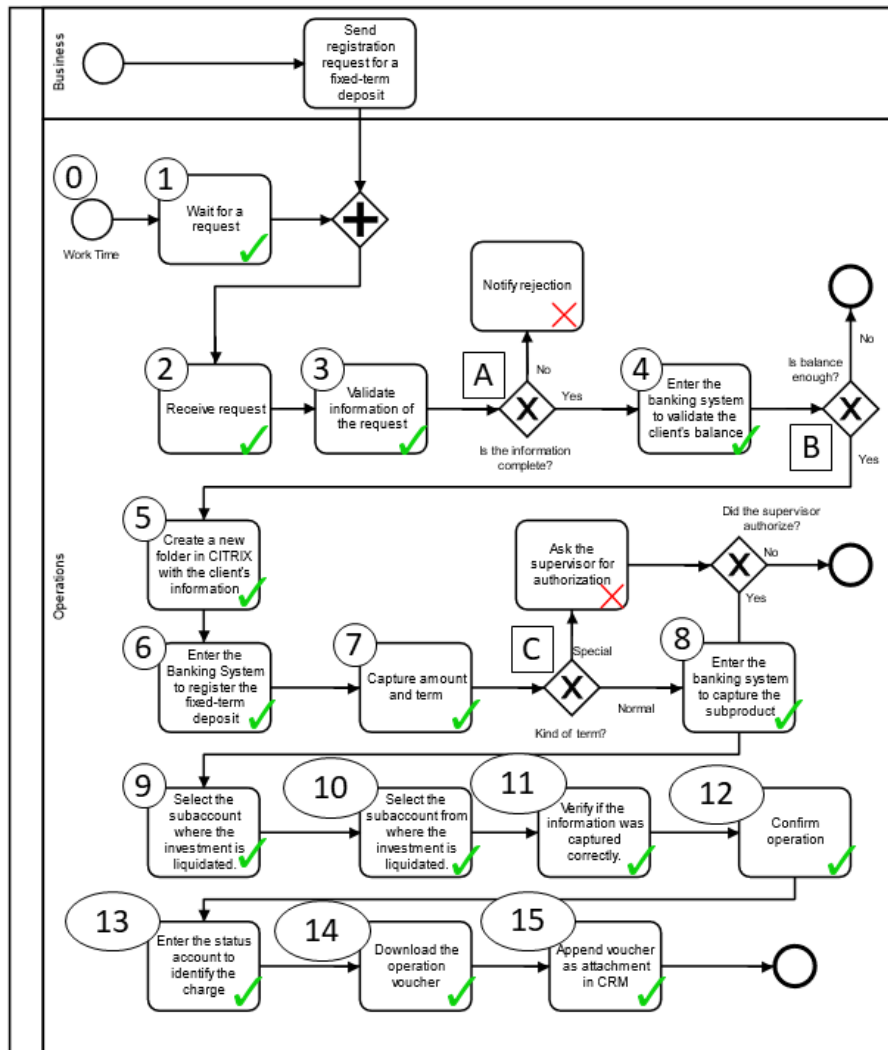 Business
Send
registration
request for a
fixed-term
deposit
Operations
0
Work Time
1
Wait for a
request
2
Receive request
3
Validate
information of
the request
A
Is the information
complete?
No
Notify rejection
Yes
4
Enter the
banking system
to validate the
client's balance
Is balance
enough?
B
No
Yes
5
Create a new
folder in CITRIX
with the client's
information
6
Enter the
Banking System
to register the
fixed-term
deposit
7
Capture amount
and term
C
Kind of term?
Special
Ask the
supervisor for
authorization
Did the supervisor
authorize?
No
Yes
Normal
8
Enter the
banking system
to capture the
subproduct
9
Select the
subaccount
where the
investment is
liquidated.
10
Select the
subaccount from
where the
investment is
liquidated.
11
Verify if the
information was
captured
correctly.
12
Confirm
operation
13
Enter the status
account to
identify the
charge
14
Download the
operation
voucher
15
Append voucher
as attachment
in CRM